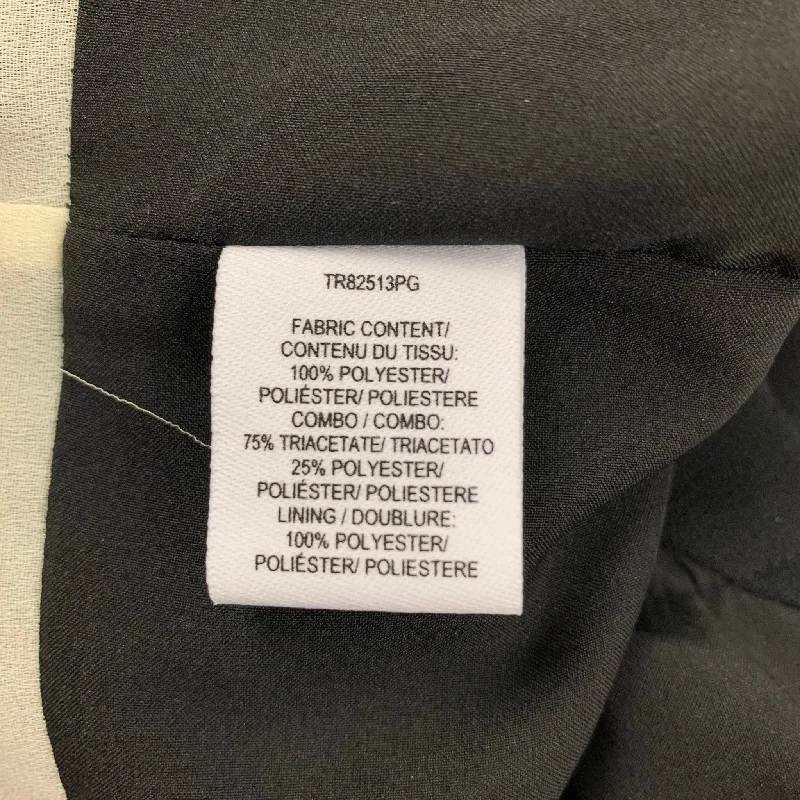 TR82513PG
FABRIC CONTENT/
CONTENU DU TISSU:
100% POLYESTER/
POLIÉSTER/ POLIESTERE
COMBO / COMBO:
75% TRIACETATE/ TRIACETATO
25% POLYESTER/
POLIÉSTER/ POLIESTERE
LINING / DOUBLURE:
100% POLYESTER/
POLIÉSTER/ POLIESTERE